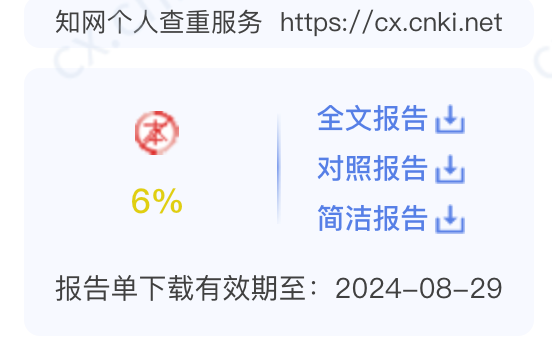 知网个人查重服务 https://cx.cnki.net
本
全文报告
6%
对照报告
简洁报告
报告单下载有效期至：2024-08-29